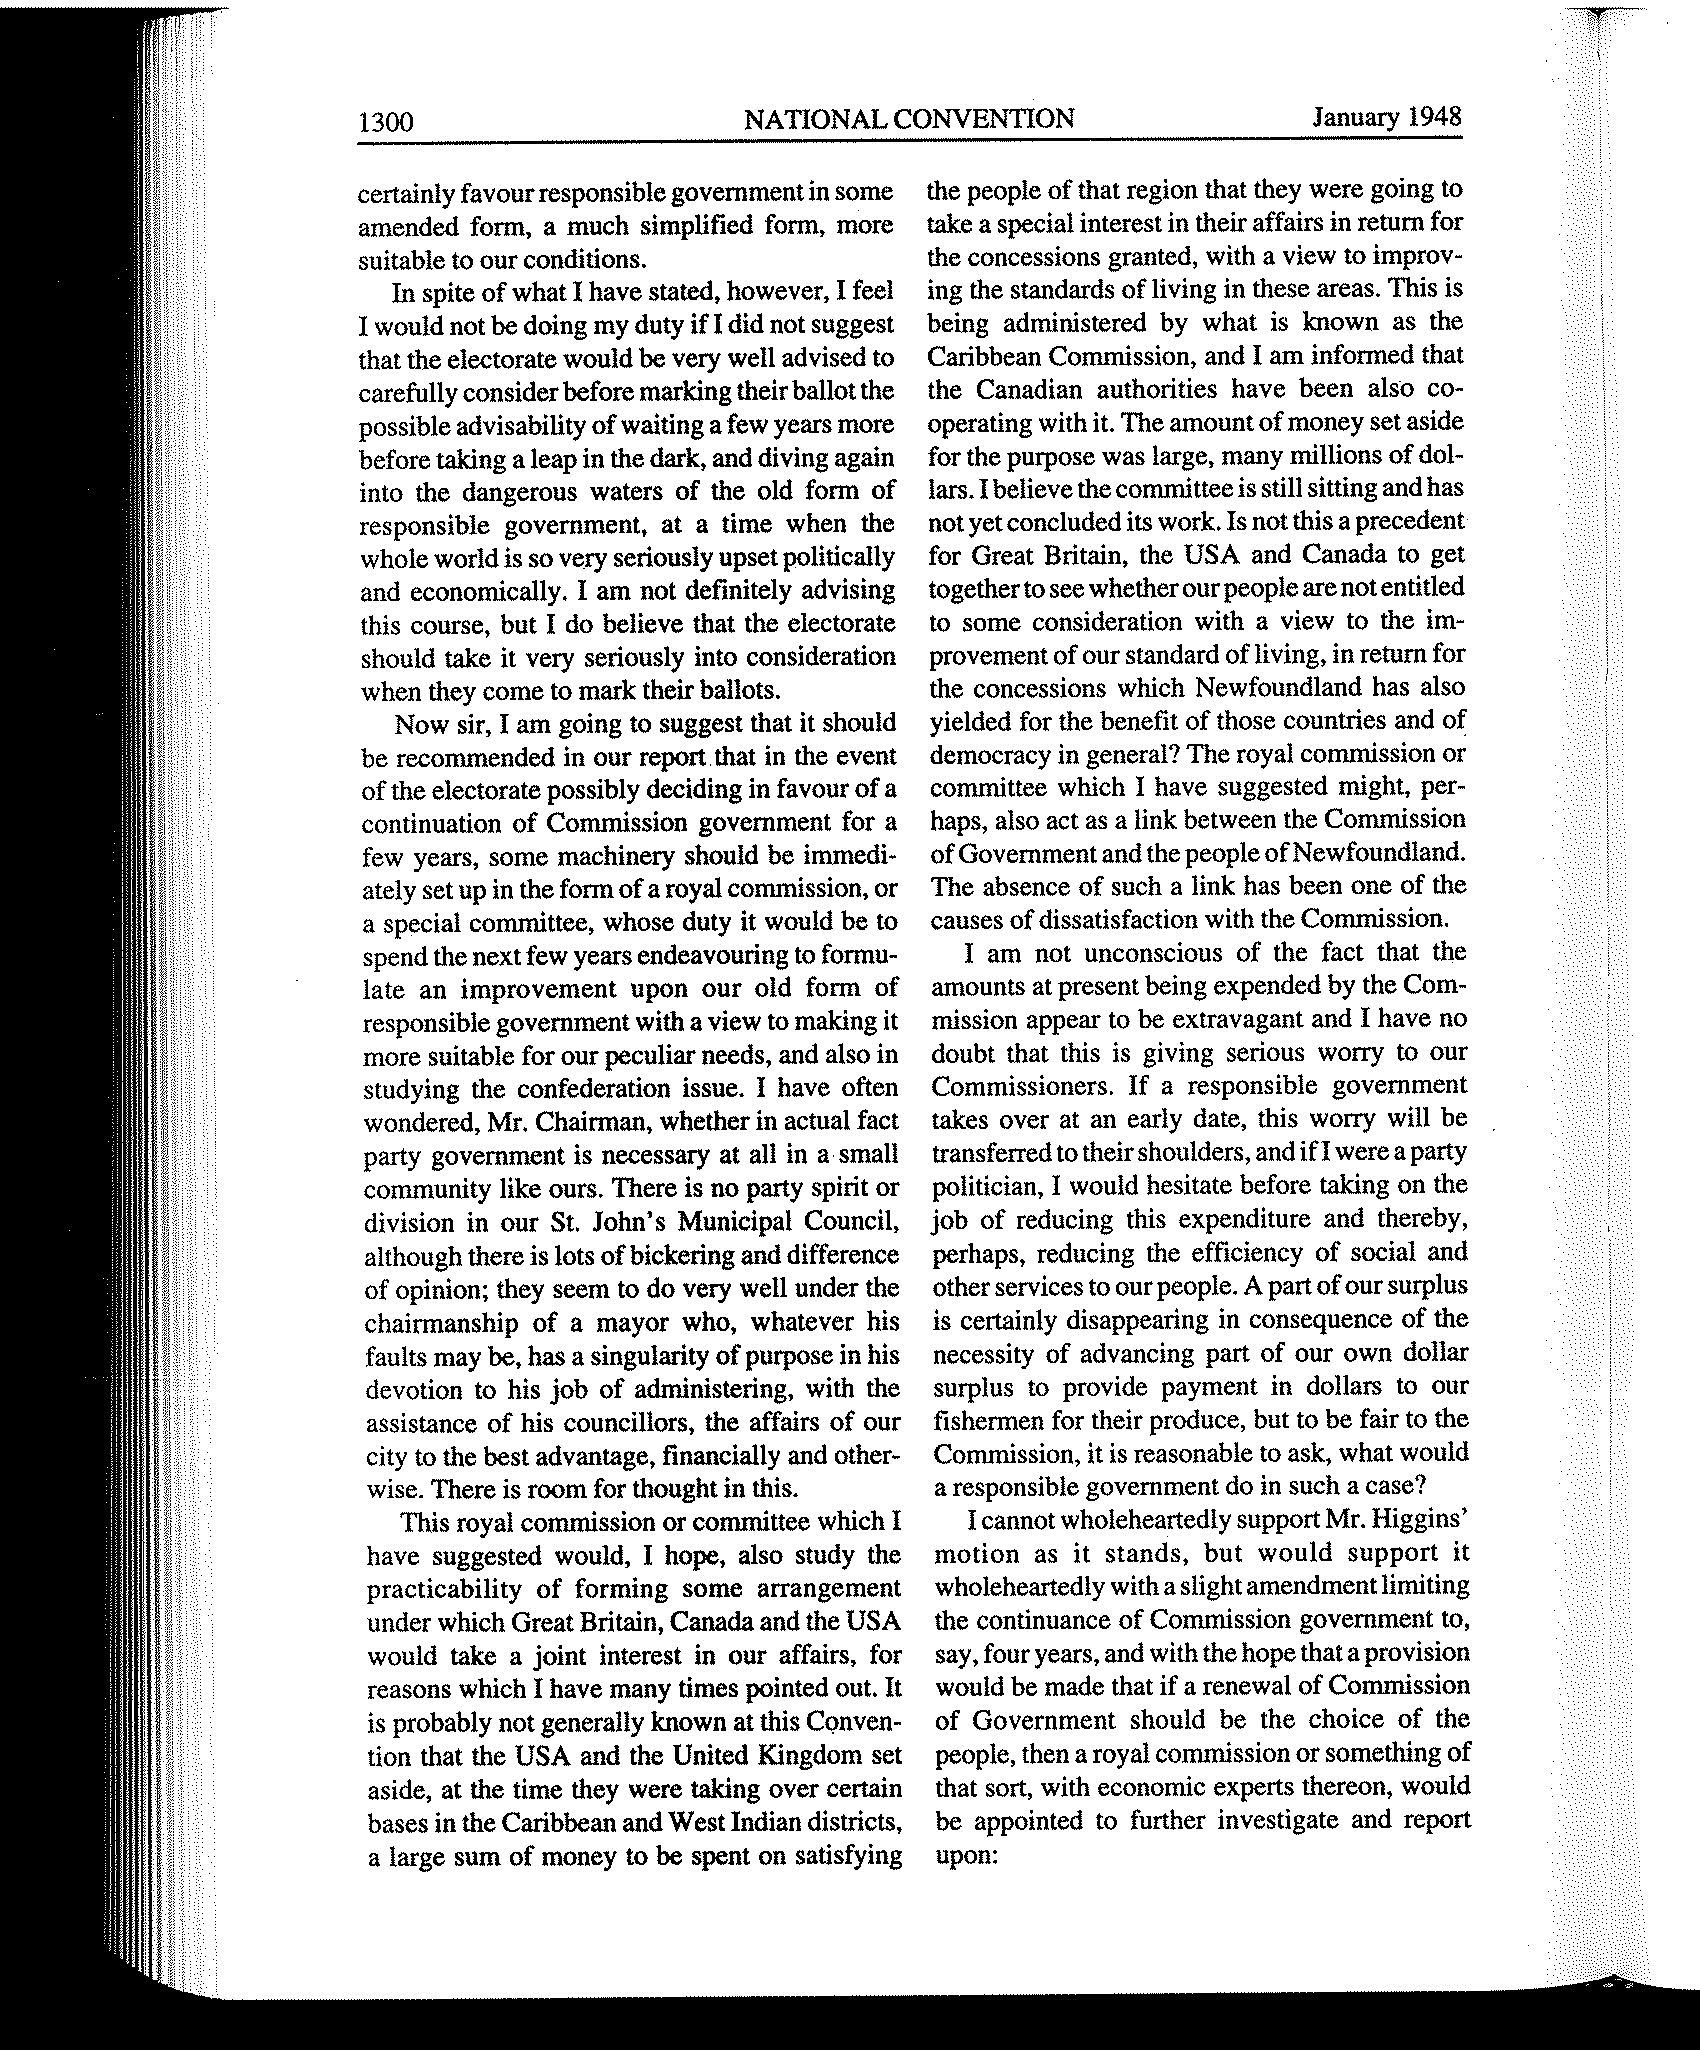 1300 NATIONAL CONVENTION January 1948
certainly favour responsible government in some
amended form, a much simplified form, more
suitable to our conditions.
In spite of what I have stated, however, I feel
I would not be doing my duty if I did not suggest
that the electorate would be very well advised to
carefully consider before marking their ballot the
possible advisability of waiting a few years more
before taking a leap in the dark, and diving again
into the dangerous waters of the old form of
responsible government, at a time when the
whole world is so very seriously upset politically
and economically. I am not definitely advising
this course, but I do believe that the electorate
should take it very seriously into consideration
when they come to mark their ballots.
Now sir, I am going to suggest that it should
be recommended in our report that in the event
of the electorate possibly deciding in favour of a
continuation of Commission government for a
few years, some machinery should be immedi-
ately set up in the form of a royal commission, or
a special committee, whose duty it would be to
spend the next few years endeavouring to formu-
late an improvement upon our old form of
responsible government with a view to making it
more suitable for our peculiar needs, and also in
studying the confederation issue. I have often
wondered, Mr. Chairman, whether in actual fact
party government is necessary at all in a small
community like ours. There is no party spirit or
division in our St. John's Municipal Council,
although there is lots of bickering and difference
of opinion; they seem to do very well under the
chairmanship of a mayor who, whatever his
faults may be, has a singularity of purpose in his
devotion to his job of administering, with the
assistance of his councillors, the affairs of our
city to the best advantage, financially and other-
wise. There is room for thought in this.
This royal commission or committee which I
have suggested would, I hope, also study the
practicability of forming some arrangement
under which Great Britain, Canada and the USA
would take a joint interest in our affairs, for
reasons which I have many times pointed out. It
is probably not generally known at this Conven-
tion that the USA and the United Kingdom set
aside, at the time they were taking over certain
bases in the Caribbean and West Indian districts,
a large sum of money to be spent on satisfying
the people of that region that they were going to
take a special interest in their affairs in return for
the concessions granted, with a view to improv-
ing the standards of living in these areas. This is
being administered by what is known as the
Caribbean Commission, and I am informed that
the Canadian authorities have been also co-
operating with it. The amount of money set aside
for the purpose was large, many millions of dol-
lars. I believe the committee is still sitting and has
not yet concluded its work. Is not this a precedent
for Great Britain, the USA and Canada to get
together to see whether our people are not entitled
to some consideration with a view to the im-
provement of our standard of living, in return for
the concessions which Newfoundland has also
yielded for the benefit of those countries and of
democracy in general? The royal commission or
committee which I have suggested might, per-
haps, also act as a link between the Commission
of Government and the people of Newfoundland.
The absence of such a link has been one of the
causes of dissatisfaction with the Commission.
I am not unconscious of the fact that the
amounts at present being expended by the Com-
mission appear to be extravagant and I have no
doubt that this is giving serious worry to our
Commissioners. If a responsible government
takes over at an early date, this worry will be
transferred to their shoulders, and if I were a party
politician, I would hesitate before taking on the
job of reducing this expenditure and thereby,
perhaps, reducing the efficiency of social and
other services to our people. A part of our surplus
is certainly disappearing in consequence of the
necessity of advancing part of our own dollar
surplus to provide payment in dollars to our
fishermen for their produce, but to be fair to the
Commission, it is reasonable to ask, what would
a responsible government do in such a case?
I cannot wholeheartedly support Mr. Higgins'
motion as it stands, but would support it
wholeheartedly with a slight amendment limiting
the continuance of Commission government to,
say, four years, and with the hope that a provision
would be made that if a renewal of Commission
of Government should be the choice of the
people, then a royal commission or something of
that sort, with economic experts thereon, would
be appointed to further investigate and report
upon: